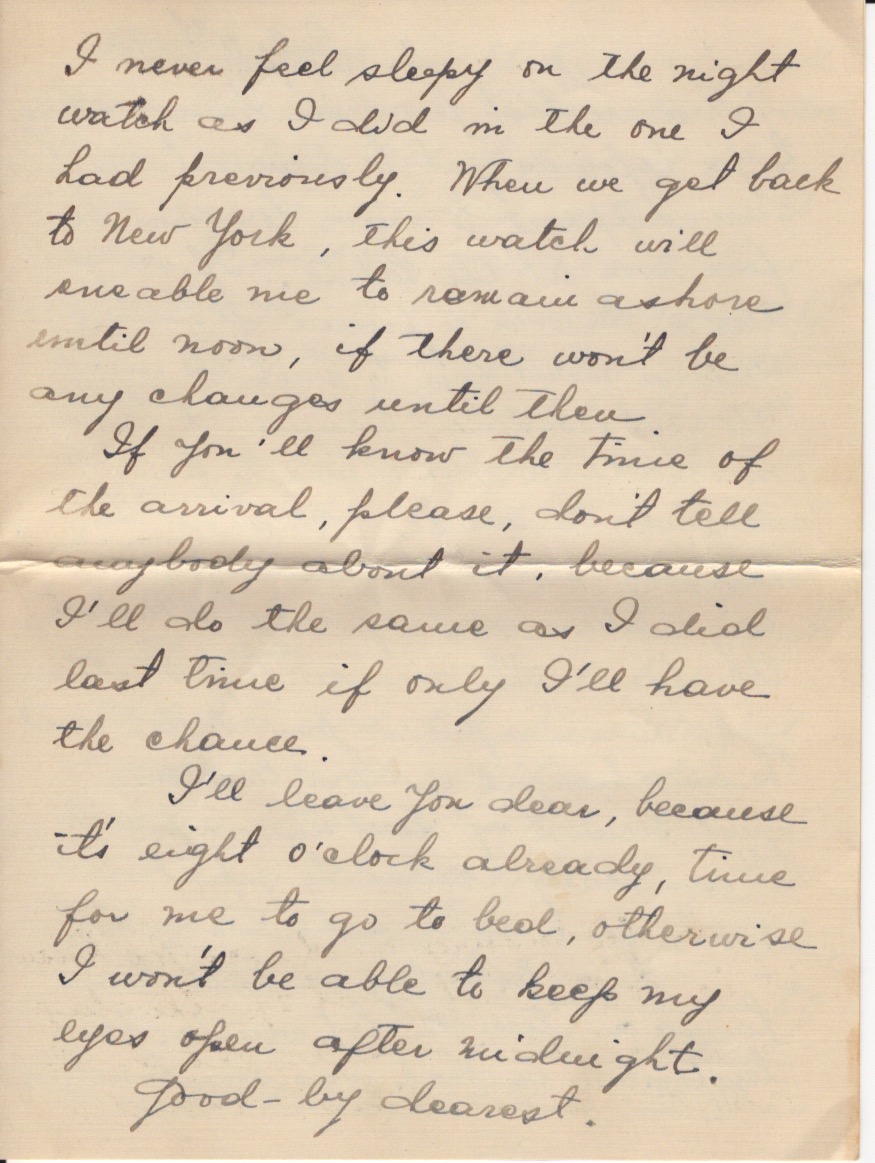 I never feel sleepy on the night
watch as I did in the one I
had previously. When we get back
to New York, this watch will
eneable me to remain ashore
until noon, if there won't be
any changes until then
If you'll know the time of
the arrival, please, don't tell
anybody about it, because
I'll do the same as I did
last time if only I'll have
the chance.
I'll leave you dear, because
it's eight o'clock already, time
for me to go to bed, otherwise
I won't be able to keep my
eyes open after midnight.
Good-by dearest.